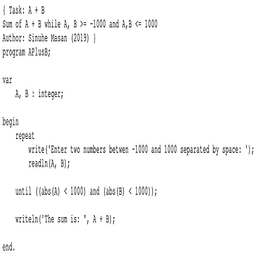 { Task: A + B
Sum of A + B while A, B >= -1000 and A,B <= 1000
Author: Sinuhe Masan (2019) }
program APlusB;
var
A, B : integer;
begin
repeat
write('Enter two numbers betwen -1000 and 1000 separated by space: ');
readln(A, B);
until ((abs(A) < 1000) and (abs(B) < 1000));
writeln('The sum is: ', A + B);
end.